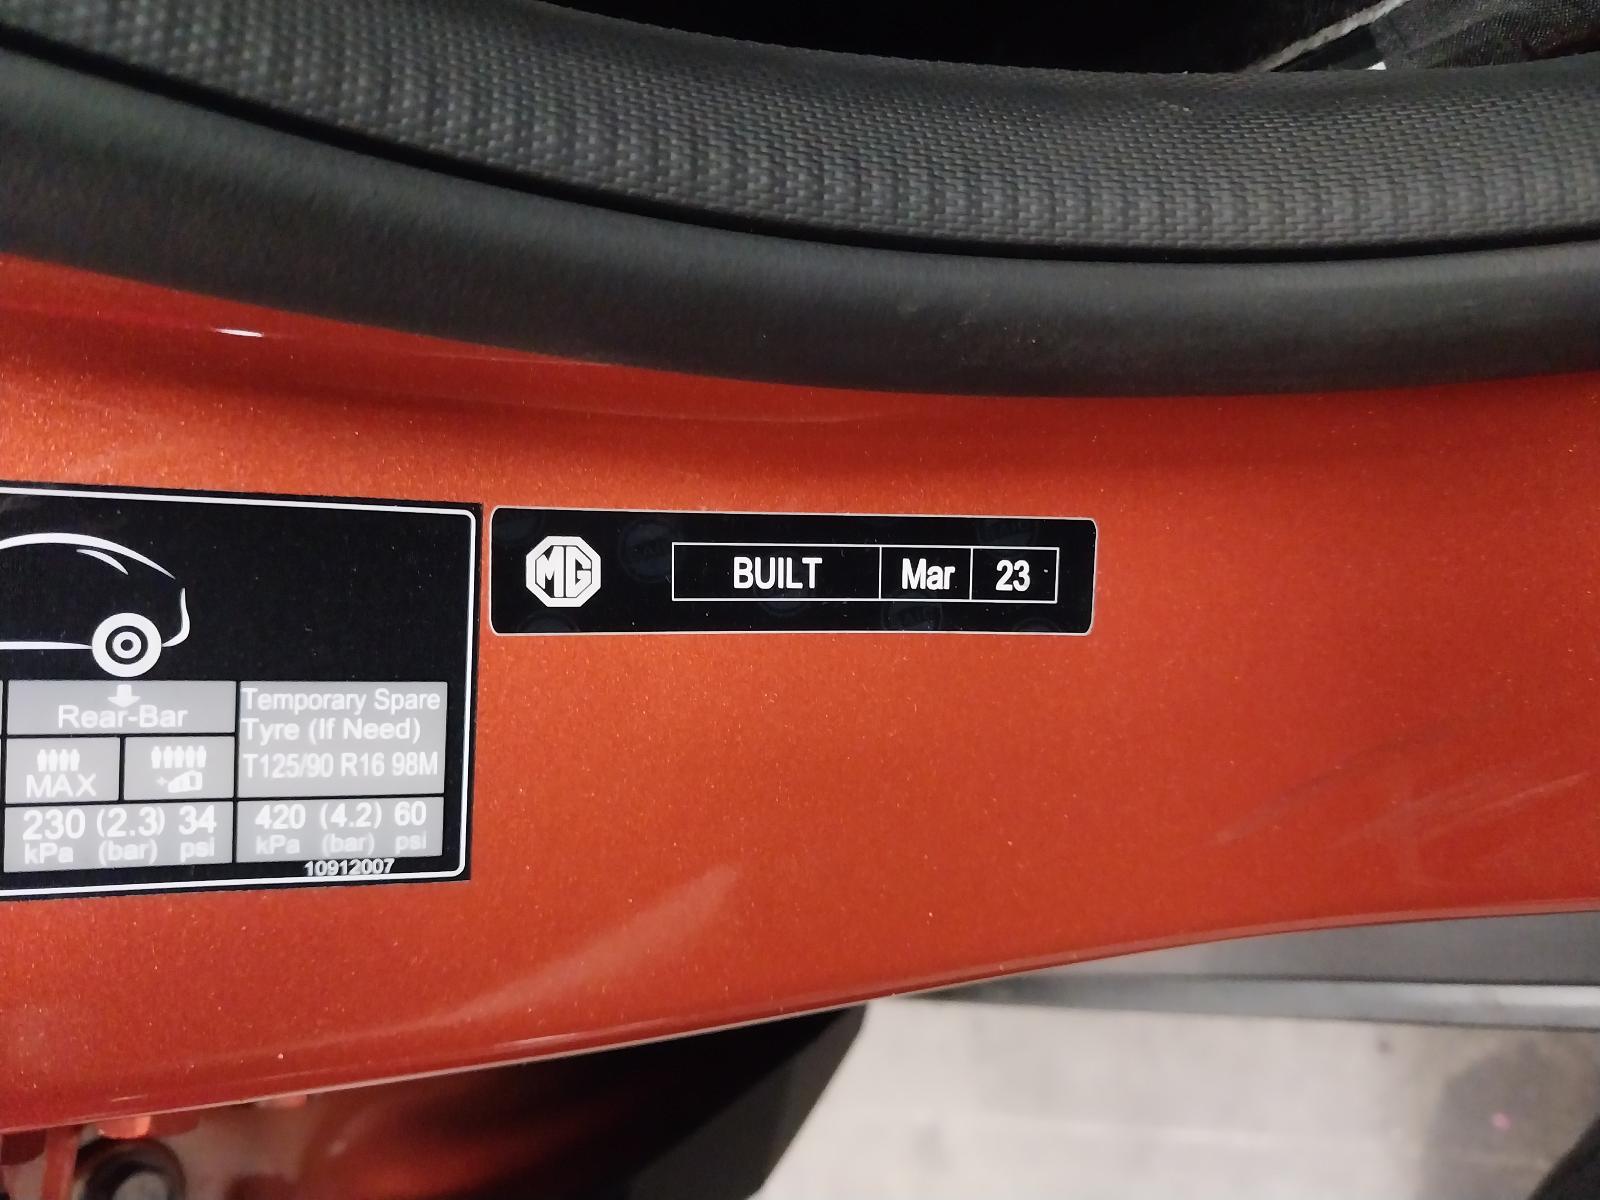 MG BUILT Mar 23
Rear-Bar
Temporary Spare
Tyre (If Need)
T125/90 R16 98M
MAX
230 (2.3) 34
kPa (bar) psi
420 (4.2) 60
kPa (bar) psi
10912007